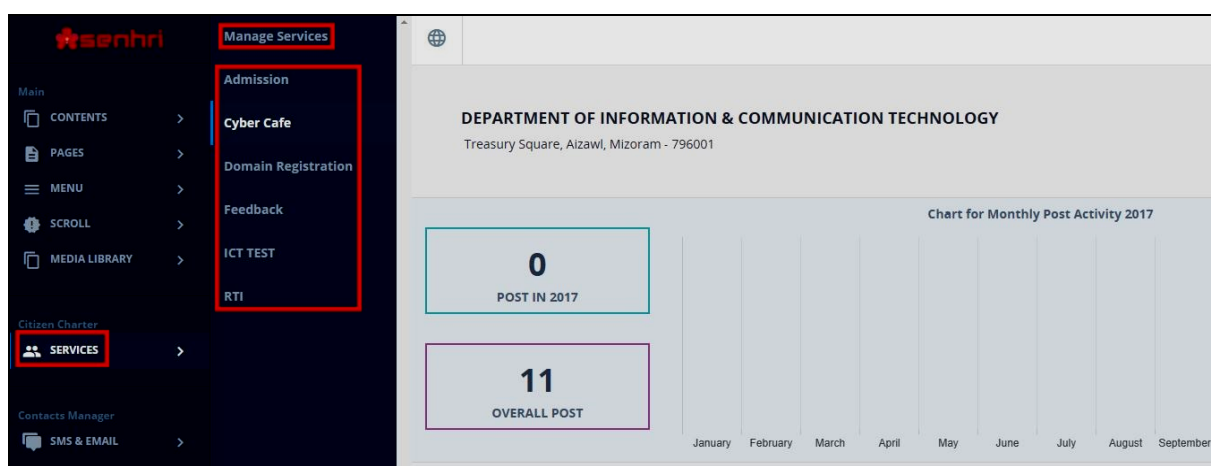 senhri
Main
CONTENTS
PAGES
MENU
SCROLL
MEDIA LIBRARY
Citizen Charter
SERVICES
Contacts Manager
SMS & EMAIL
Manage Services
Admission
Cyber Cafe
Domain Registration
Feedback
ICT TEST
RTI
DEPARTMENT OF INFORMATION & COMMUNICATION TECHNOLOGY
Treasury Square, Aizawl, Mizoram - 796001
0
POST IN 2017
11
OVERALL POST
Chart for Monthly Post Activity 2017
January February March April May June July August September